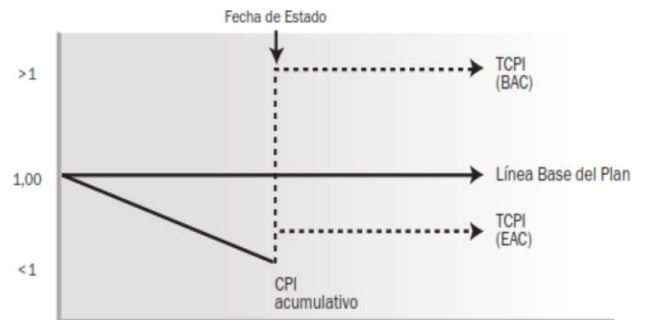 Fecha de Estado
>1
TCPI
(BAC)
1,00
Línea Base del Plan
TCPI
(EAC)
<1
CPI
acumulativo